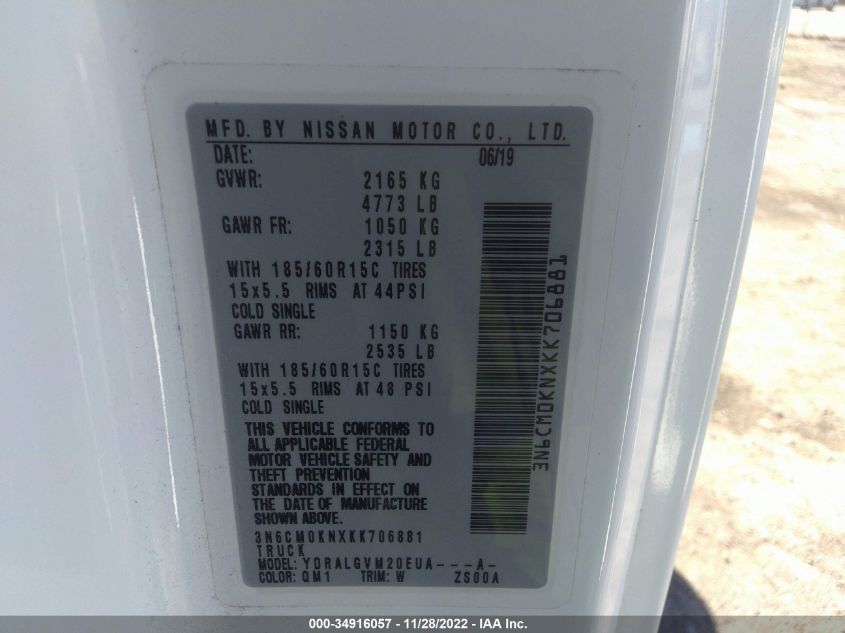 MFD. BY NISSAN MOTOR CO., LTD.
DATE: 06/19
GVWR: 2165 KG
4773 LB
GAWR FR: 1050 KG
2315 LB
WITH 185/60R15C TIRES
15x5.5 RIMS AT 44PSI
COLD SINGLE
GAWR RR: 1150 KG
2535 LB
WITH 185/60R15C TIRES
15x5.5 RIMS AT 48 PSI
COLD SINGLE
THIS VEHICLE CONFORMS TO
ALL APPLICABLE FEDERAL
MOTOR VEHICLE SAFETY AND
THEFT PREVENTION
STANDARDS IN EFFECT ON
THE DATE OF MANUFACTURE
SHOWN ABOVE.
3N6CM0KNXKK706881
TRUCK
MODEL: YDRALGVM20EUA---A-
COLOR: QM1 TRIM: W ZS00A
3N6CM0KNXKK706881
000-34916057 - 11/28/2022 - IAA Inc.